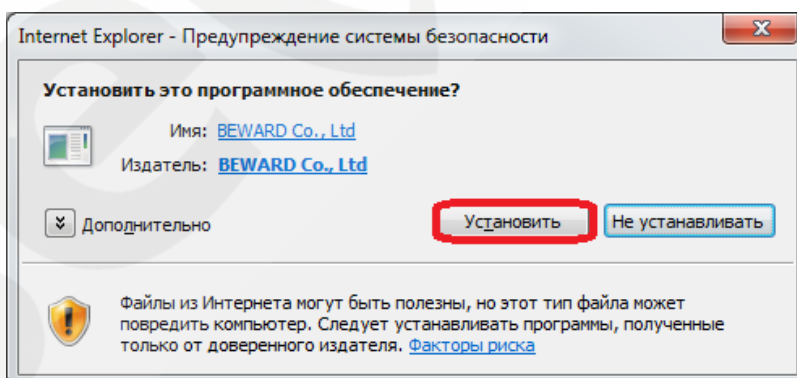 Internet Explorer - Предупреждение системы безопасности
Установить это программное обеспечение?
Имя: BEWARD Co., Ltd
Издатель: BEWARD Co., Ltd
Дополнительно Установить Не устанавливать
Файлы из Интернета могут быть полезны, но этот тип файла может
повредить компьютер. Следует устанавливать программы, полученные
только от доверенного издателя. Факторы риска